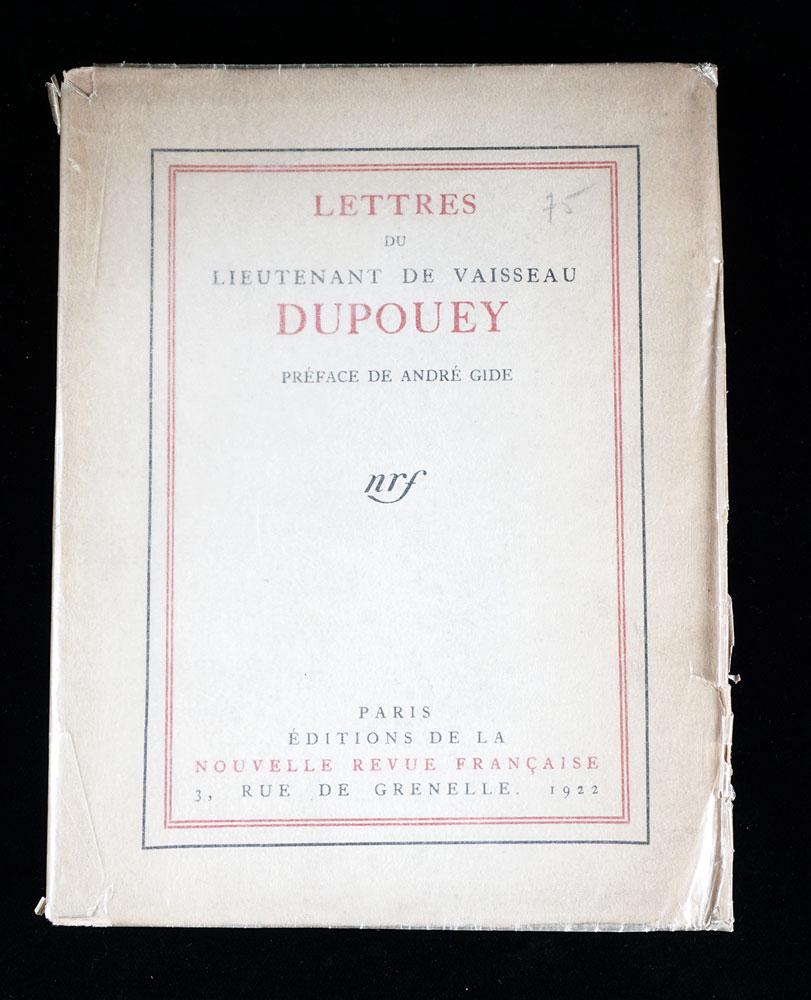 LETTRES
75
DU
LIEUTENANT DE VAISSEAU
DUPOUEY
PRÉFACE DE ANDRÉ GIDE
nrf
PARIS
ÉDITIONS DE LA
NOUVELLE REVUE FRANÇAISE
3, RUE DE GRENELLE. 1922